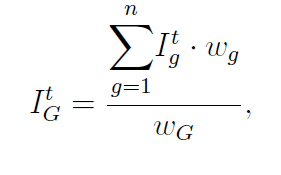 $$I_G^t = \frac{\sum_{g=1}^{n} I_g^t \cdot w_g}{w_G},$$